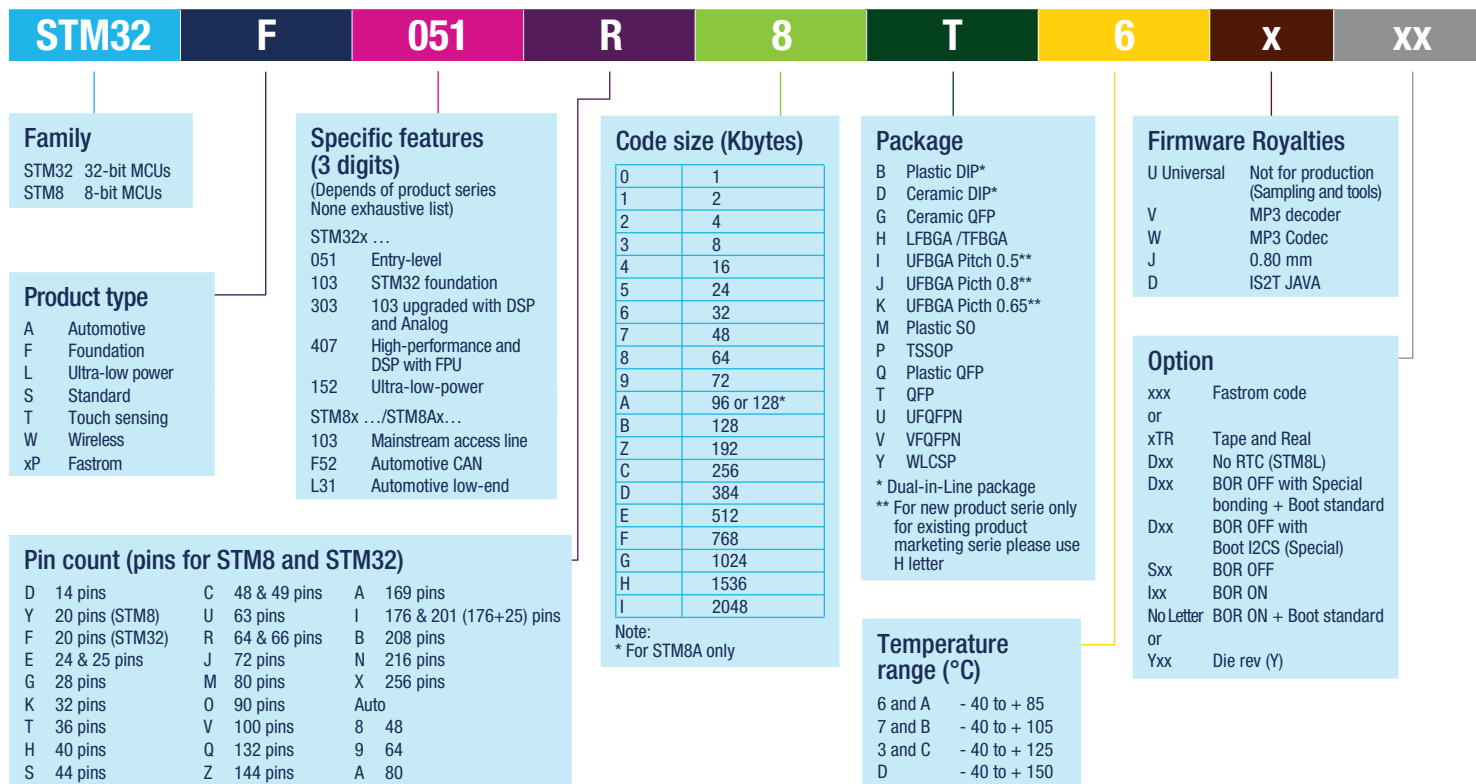 STM32 F 051 R 8 T 6 x xx
Family
STM32 32-bit MCUs
STM8 8-bit MCUs
Product type
A Automotive
F Foundation
L Ultra-low power
S Standard
T Touch sensing
W Wireless
xP Fastrom
Specific features
(3 digits)
(Depends of product series
None exhaustive list)
STM32x ...
051 Entry-level
103 STM32 foundation
303 103 upgraded with DSP
and Analog
407 High-performance and
DSP with FPU
152 Ultra-low-power
STM8x .../STM8Ax...
103 Mainstream access line
F52 Automotive CAN
L31 Automotive low-end
Pin count (pins for STM8 and STM32)
D 14 pins C 48 & 49 pins A 169 pins
Y 20 pins (STM8) U 63 pins I 176 & 201 (176+25) pins
F 20 pins (STM32) R 64 & 66 pins B 208 pins
E 24 & 25 pins J 72 pins N 216 pins
G 28 pins M 80 pins X 256 pins
K 32 pins O 90 pins Auto
T 36 pins V 100 pins 8 48
H 40 pins Q 132 pins 9 64
S 44 pins Z 144 pins A 80
Code size (Kbytes)
0 1
1 2
2 4
3 8
4 16
5 24
6 32
7 48
8 64
9 72
A 96 or 128*
B 128
Z 192
C 256
D 384
E 512
F 768
G 1024
H 1536
I 2048
Note:
* For STM8A only
Package
B Plastic DIP*
D Ceramic DIP*
G Ceramic QFP
H LFBGA /TFBGA
I UFBGA Pitch 0.5**
J UFBGA Picth 0.8**
K UFBGA Picth 0.65**
M Plastic SO
P TSSOP
Q Plastic QFP
T QFP
U UFQFPN
V VFQFPN
Y WLCSP
* Dual-in-Line package
** For new product serie only
for existing product
marketing serie please use
H letter
Temperature
range (°C)
6 and A - 40 to + 85
7 and B - 40 to + 105
3 and C - 40 to + 125
D - 40 to + 150
Firmware Royalties
U Universal Not for production
(Sampling and tools)
V MP3 decoder
W MP3 Codec
J 0.80 mm
D IS2T JAVA
Option
xxx Fastrom code
or
xTR Tape and Real
Dxx No RTC (STM8L)
Dxx BOR OFF with Special
bonding + Boot standard
Dxx BOR OFF with
Boot I2CS (Special)
Sxx BOR OFF
Ixx BOR ON
No Letter BOR ON + Boot standard
or
Yxx Die rev (Y)